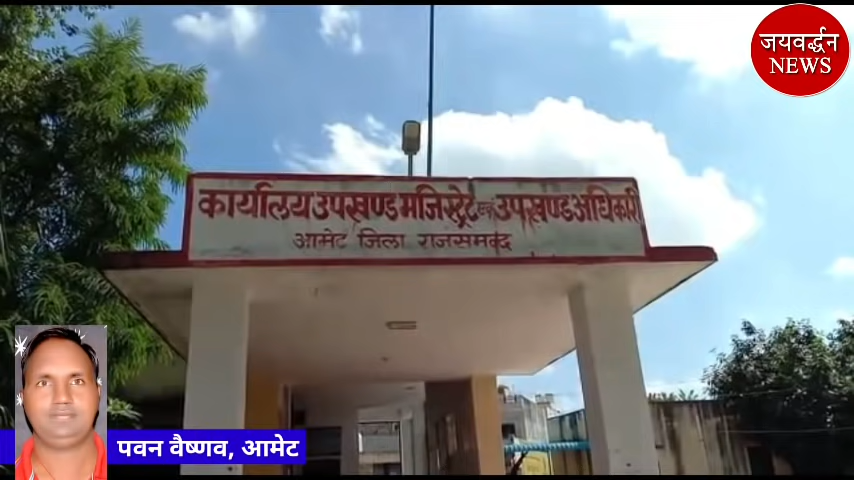 जयवर्द्धन
NEWS
कार्यालय उपखण्ड मजिस्ट्रेट एवं उपखण्ड अधिकारी
आमेट जिला राजसमन्द
पवन वैष्णव, आमेट